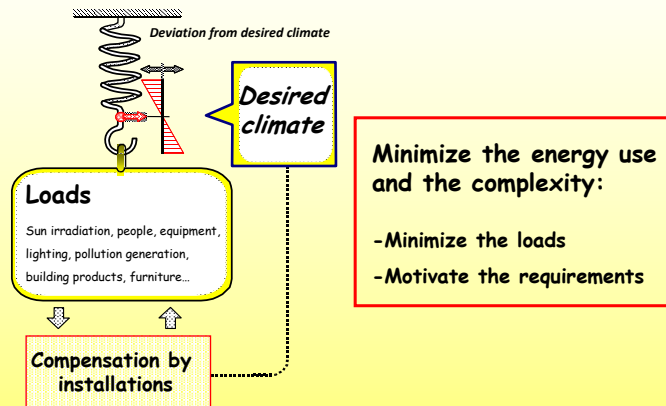 Deviation from desired climate
Desired
climate
Loads
Sun irradiation, people, equipment,
lighting, pollution generation,
building products, furniture…
Compensation by
installations
Minimize the energy use
and the complexity:
-Minimize the loads
-Motivate the requirements